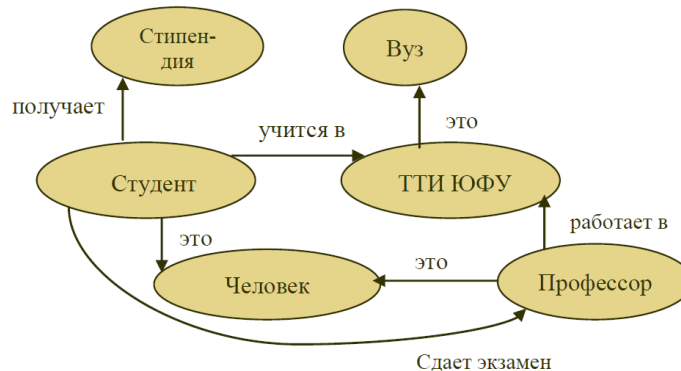 Стипен-
дия
Вуз
получает
учится в
это
Студент
ТТИ ЮФУ
это
работает в
Человек
это
Профессор
Сдает экзамен